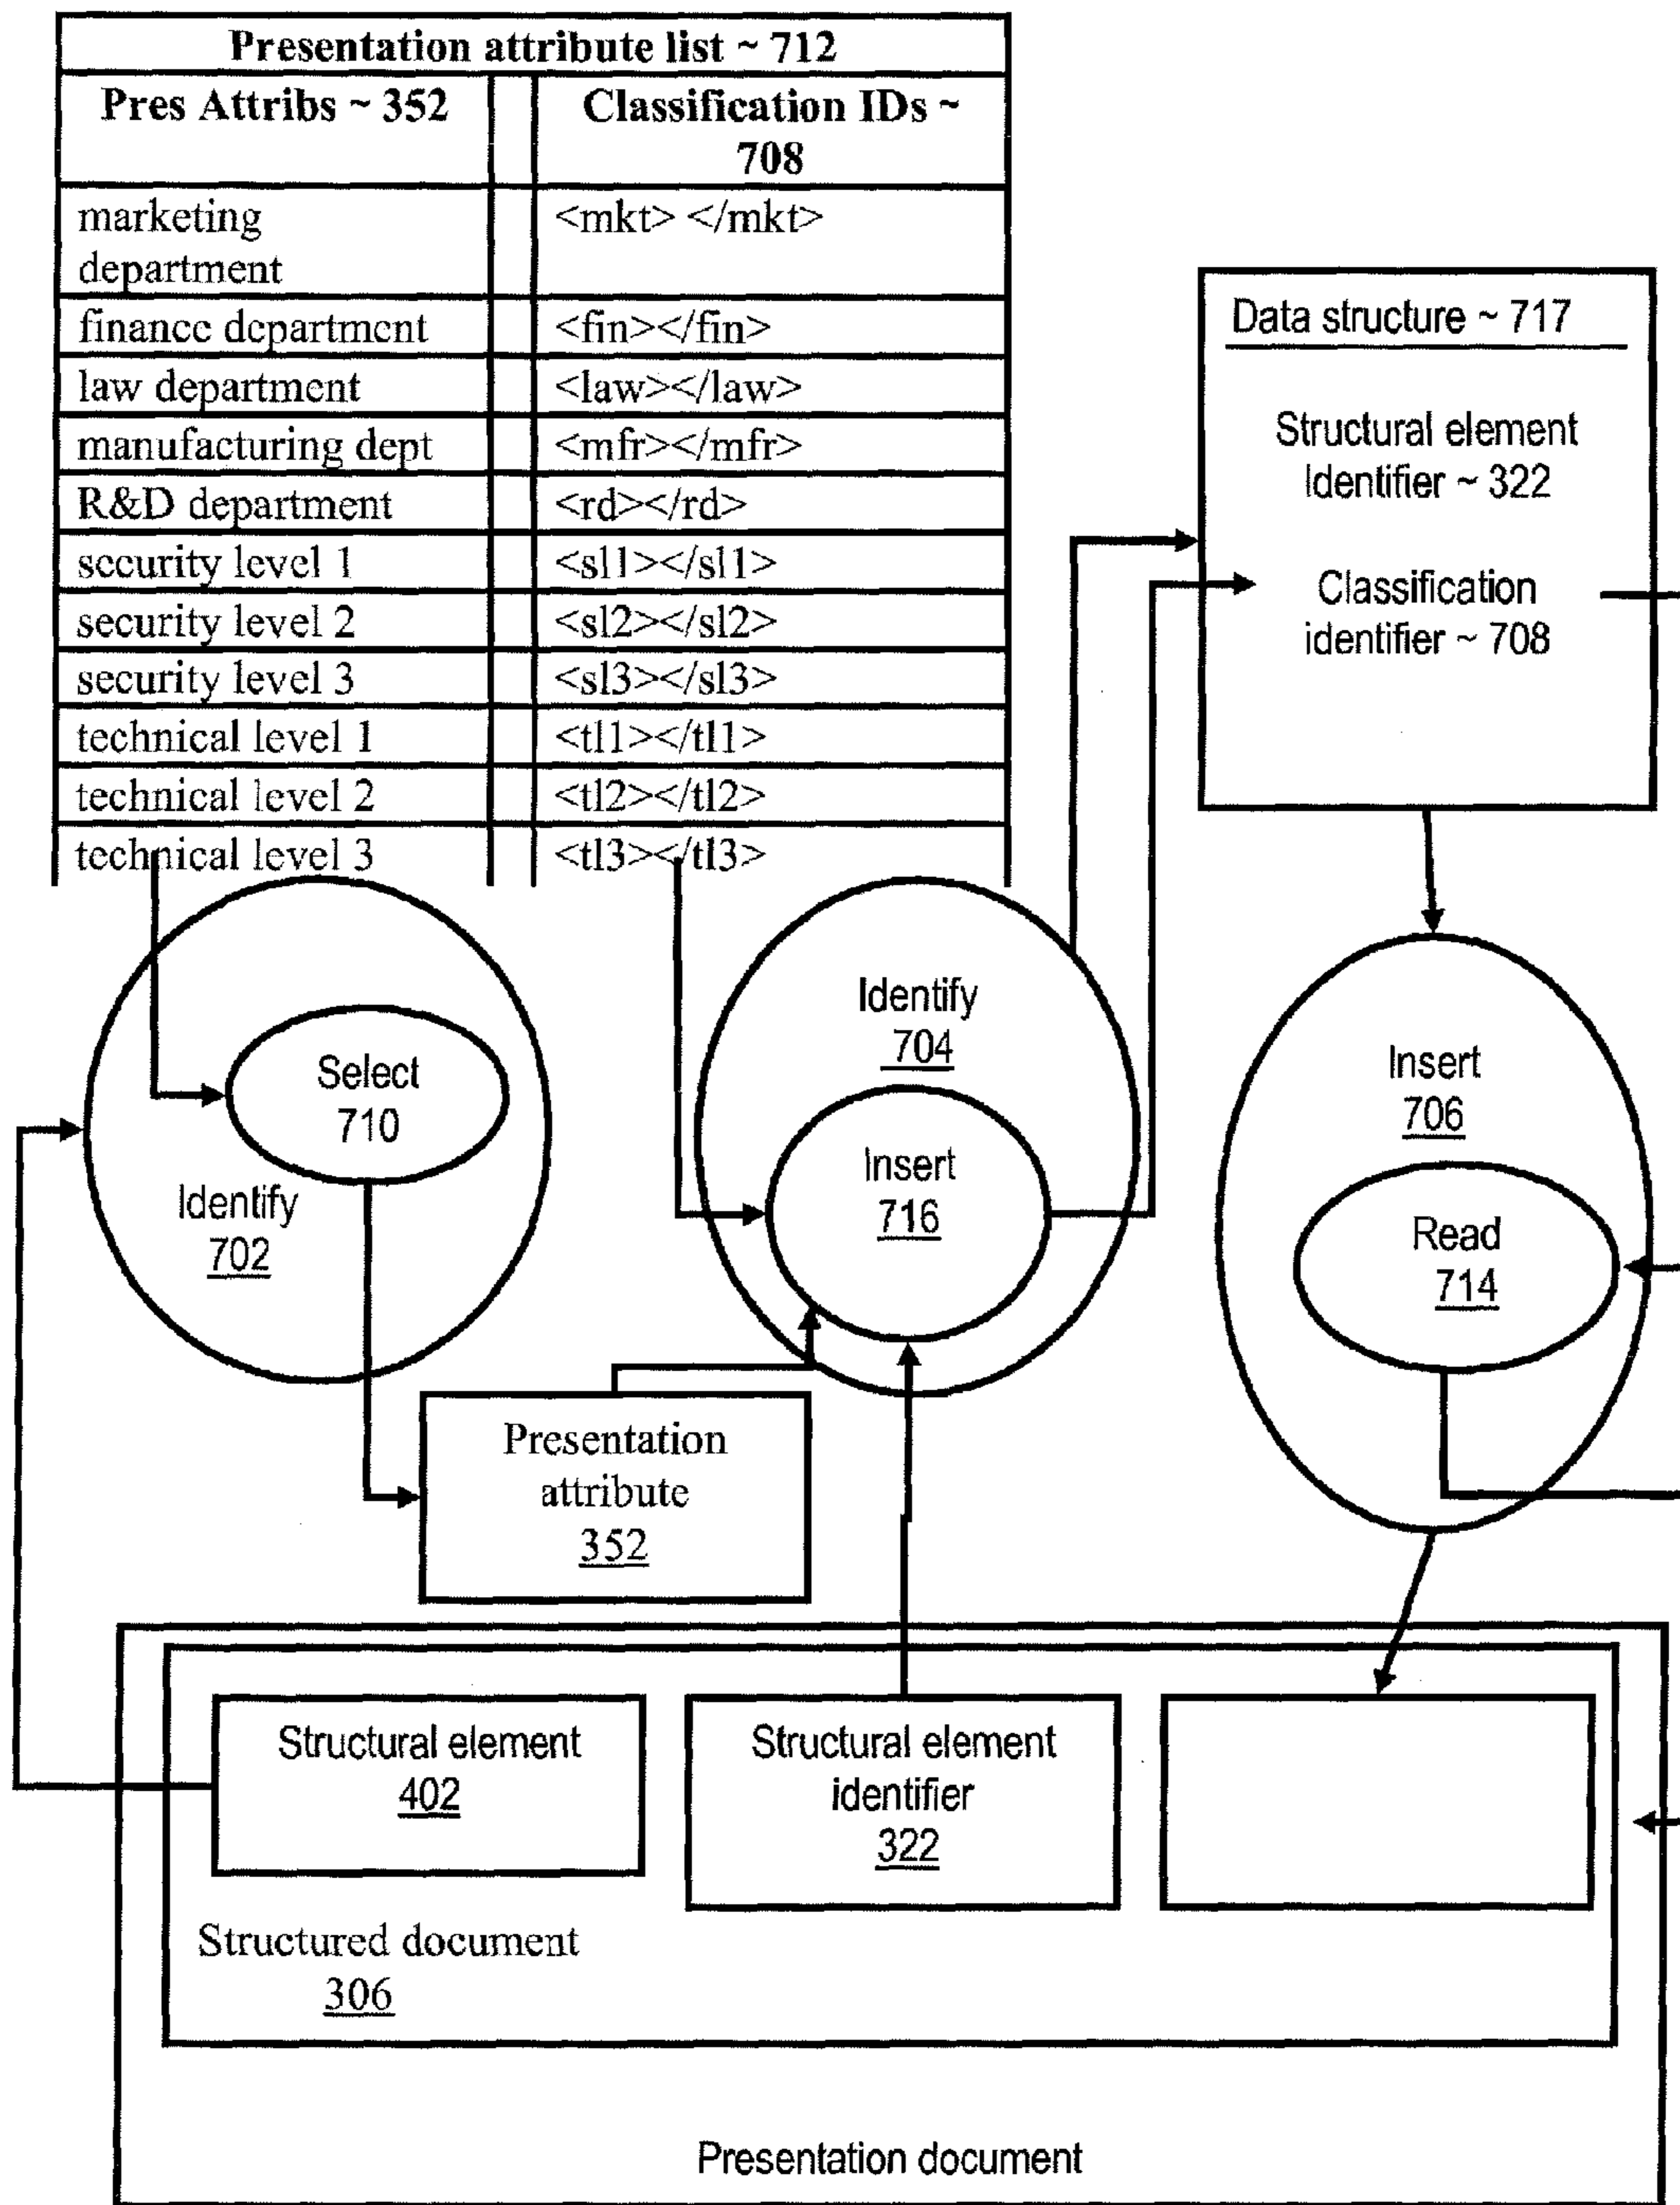 Presentation attribute list ~ 712
Pres Attribs ~ 352
Classification IDs ~
708
marketing
department
<mkt> </mkt>
finance department
<fin></fin>
law department
<law></law>
manufacturing dept
<mfr></mfr>
R&D department
<rd></rd>
security level 1
<sl1></sl1>
security level 2
<sl2></sl2>
security level 3
<sl3></sl3>
technical level 1
<tl1></tl1>
technical level 2
<tl2></tl2>
technical level 3
<tl3></tl3>
Data structure ~ 717
Structural element
Identifier ~ 322
Classification
identifier ~ 708
Select
710
Identify
702
Identify
704
Insert
716
Insert
706
Read
714
Presentation
attribute
352
Structural element
402
Structural element
identifier
322
Structured document
306
Presentation document